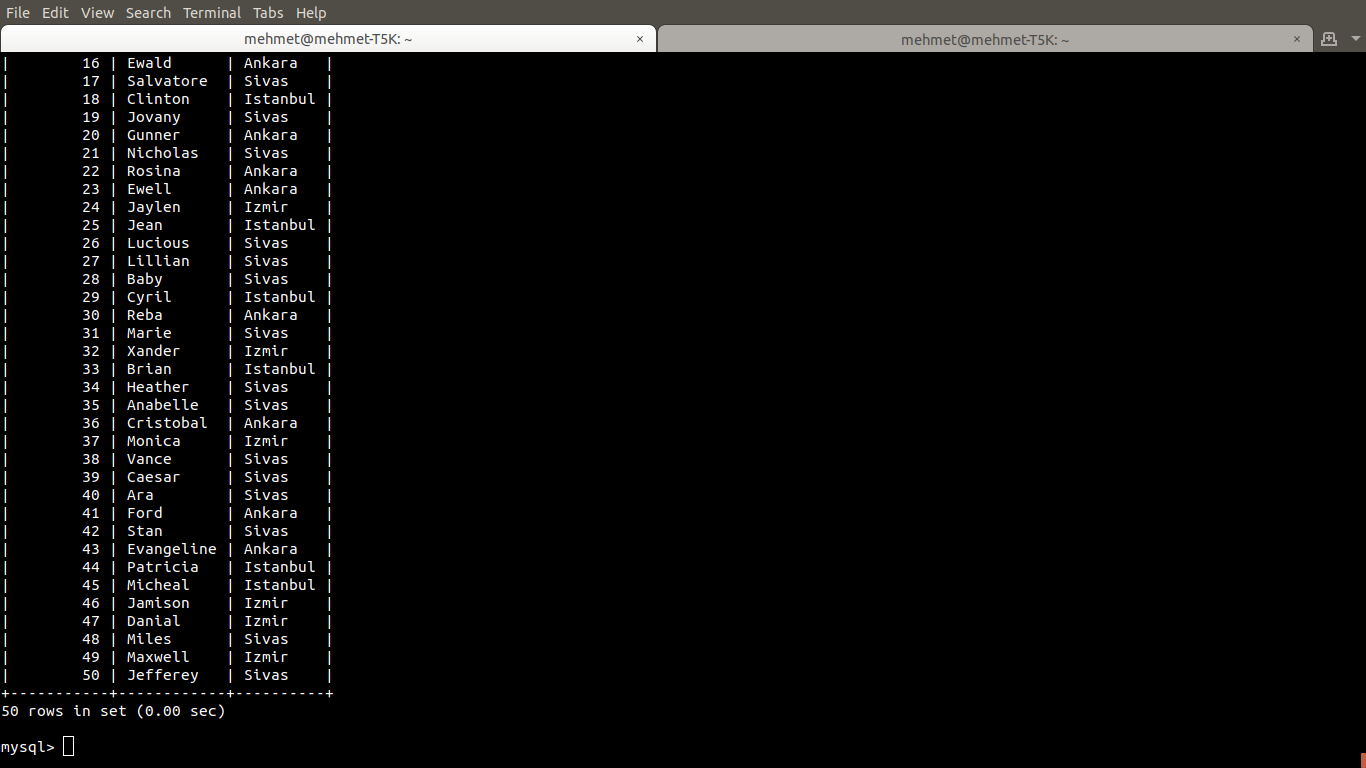 File Edit View Search Terminal Tabs Help
mehmet@mehmet-T5K: ~ × mehmet@mehmet-T5K: ~ ×
|        16 | Ewald      | Ankara   |
|        17 | Salvatore  | Sivas    |
|        18 | Clinton    | Istanbul |
|        19 | Jovany     | Sivas    |
|        20 | Gunner     | Ankara   |
|        21 | Nicholas   | Sivas    |
|        22 | Rosina     | Ankara   |
|        23 | Ewell      | Ankara   |
|        24 | Jaylen     | Izmir    |
|        25 | Jean       | Istanbul |
|        26 | Lucious    | Sivas    |
|        27 | Lillian    | Sivas    |
|        28 | Baby       | Sivas    |
|        29 | Cyril      | Istanbul |
|        30 | Reba       | Ankara   |
|        31 | Marie      | Sivas    |
|        32 | Xander     | Izmir    |
|        33 | Brian      | Istanbul |
|        34 | Heather    | Sivas    |
|        35 | Anabelle   | Sivas    |
|        36 | Cristobal  | Ankara   |
|        37 | Monica     | Izmir    |
|        38 | Vance      | Sivas    |
|        39 | Caesar     | Sivas    |
|        40 | Ara        | Sivas    |
|        41 | Ford       | Ankara   |
|        42 | Stan       | Sivas    |
|        43 | Evangeline | Ankara   |
|        44 | Patricia   | Istanbul |
|        45 | Micheal    | Istanbul |
|        46 | Jamison    | Izmir    |
|        47 | Danial     | Izmir    |
|        48 | Miles      | Sivas    |
|        49 | Maxwell    | Izmir    |
|        50 | Jefferey   | Sivas    |
+-----------+------------+----------+
50 rows in set (0.00 sec)
mysql>